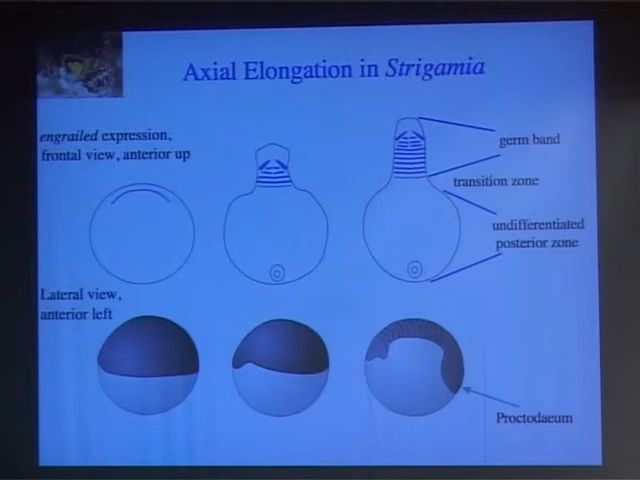 Axial Elongation in Strigamia
engrailed expression,
frontal view, anterior up
germ band
transition zone
undifferentiated
posterior zone
Lateral view,
anterior left
Proctodaeum